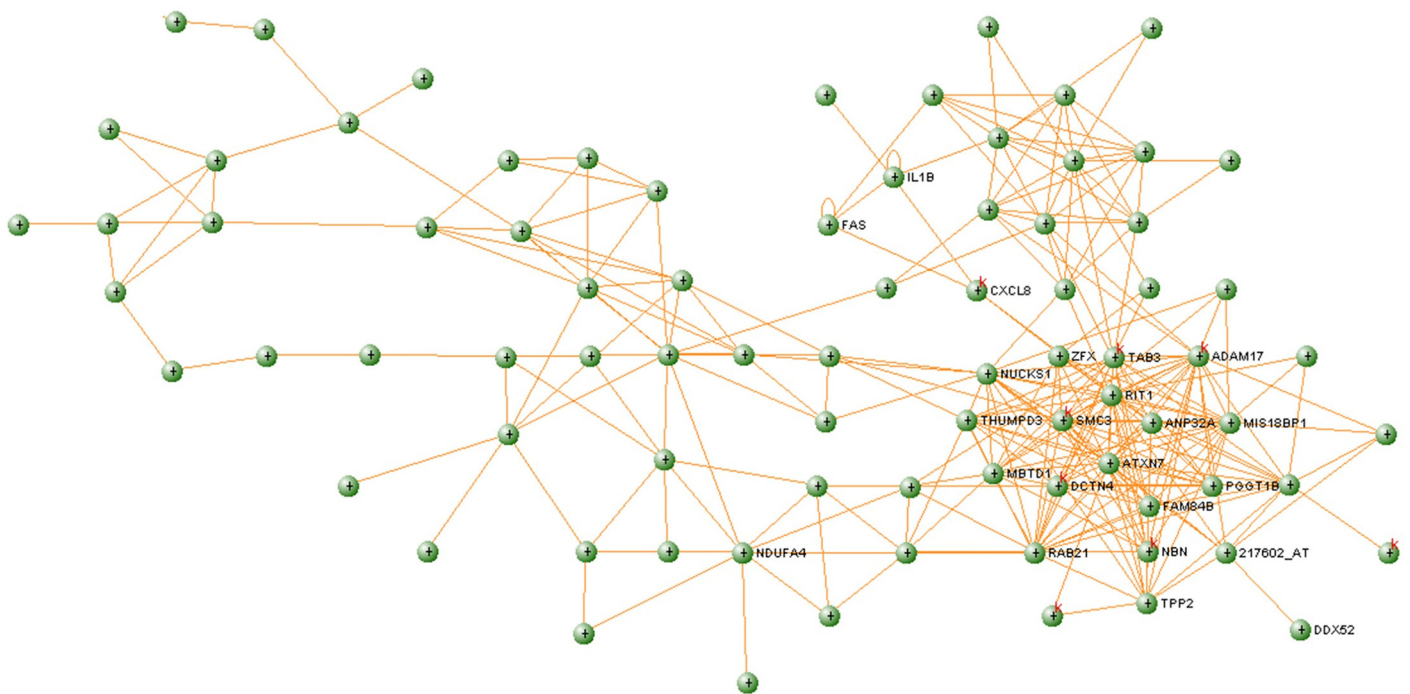 IL1B
FAS
k
CXCL8
ZFX
k
TAB3
k
ADAM17
NUCKS1
RIT1
THUMPD3
k
SMC3
ANP32A
MIS18BP1
ATXN7
MBTD1
k
DCTN4
PGGT1B
FAM84B
NDUFA4
RAB21
k
NBN
217602_AT
k
k
TPP2
DDX52